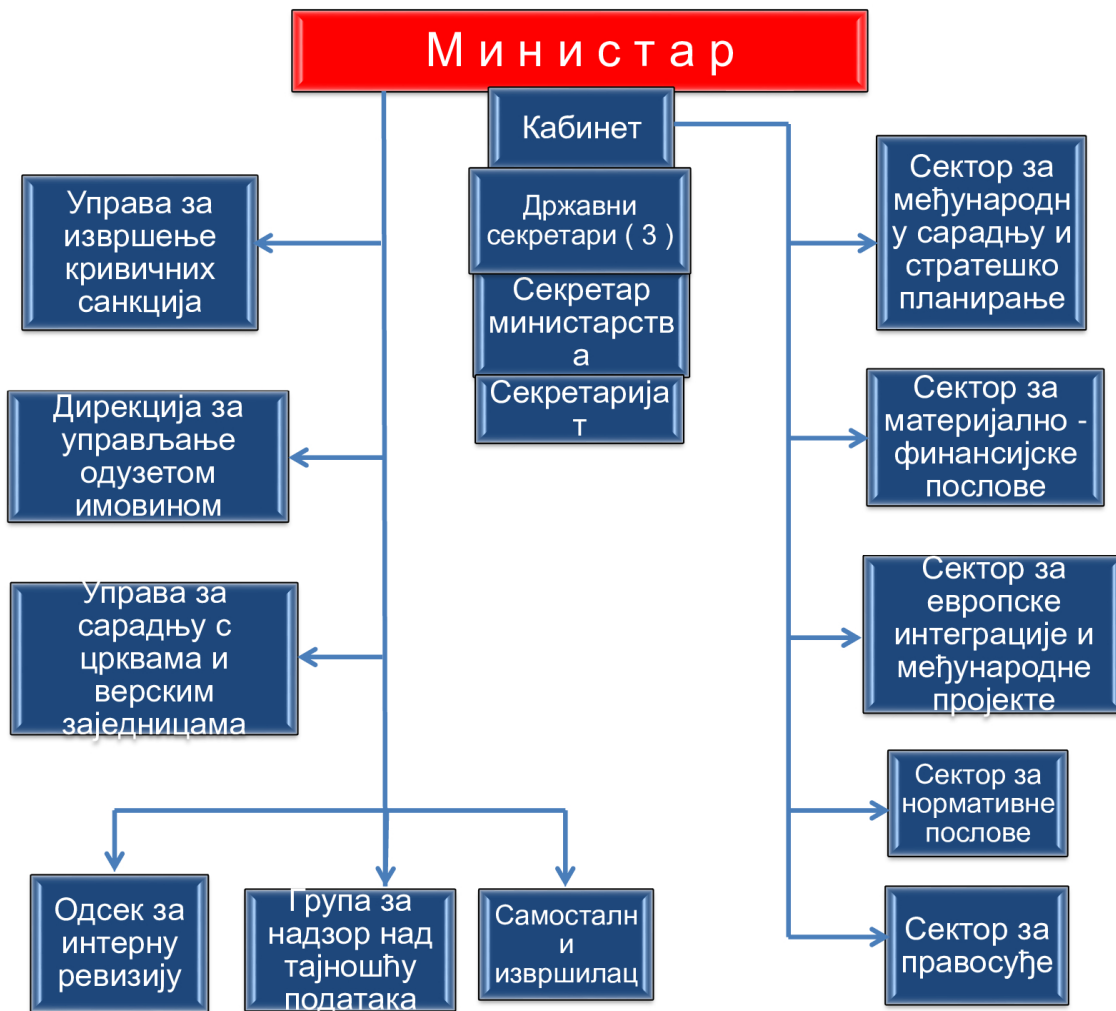 М и н и с т а р
Кабинет
Државни
секретари ( 3 )
Секретар
министарств
а
Секретаријa
т
Управа за
извршење
кривичних
санкција
Дирекција за
управљање
одузетом
имовином
Управа за
сарадњу с
црквама и
верским
заједницама
Одсек за
интерну
ревизију
Група за
надзор над
тајношћу
података
Самосталн
и
извршилац
Сектор за
међународн
у сарадњу и
стратешко
планирање
Сектор за
материјално -
финансијске
послове
Сектор за
европске
интеграције и
међународне
пројекте
Сектор за
нормативне
послове
Сектор за
правосуђе